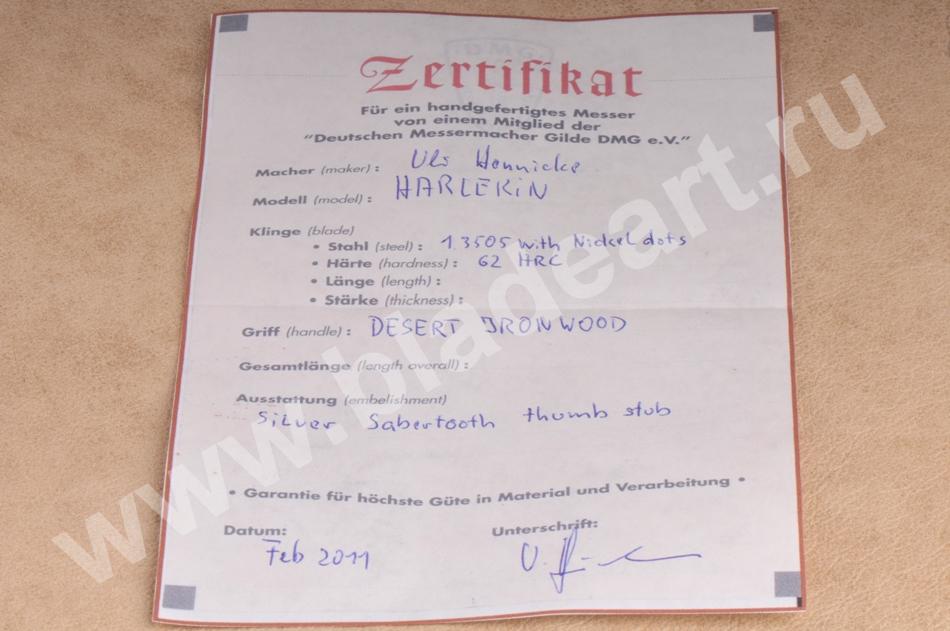 DMG
Zertifikat
Für ein handgefertigtes Messer
von einem Mitglied der
"Deutschen Messermacher Gilde DMG e.V."
Macher (maker) : Uli Hennicke
Modell (model) : HARLEKiN
Klinge (blade)
• Stahl (steel) : 1.3505 with Nickel dots
• Härte (hardness) : 62 HRC
• Länge (length) :
• Stärke (thickness) :
Griff (handle) : DESERT IRONWOOD
Gesamtlänge (length overall) :
Ausstattung (embelishment)
SiLver Sabertooth thumb stub
• Garantie für höchste Güte in Material und Verarbeitung •
Datum: Unterschrift:
Feb 2011
www.bladeart.ru